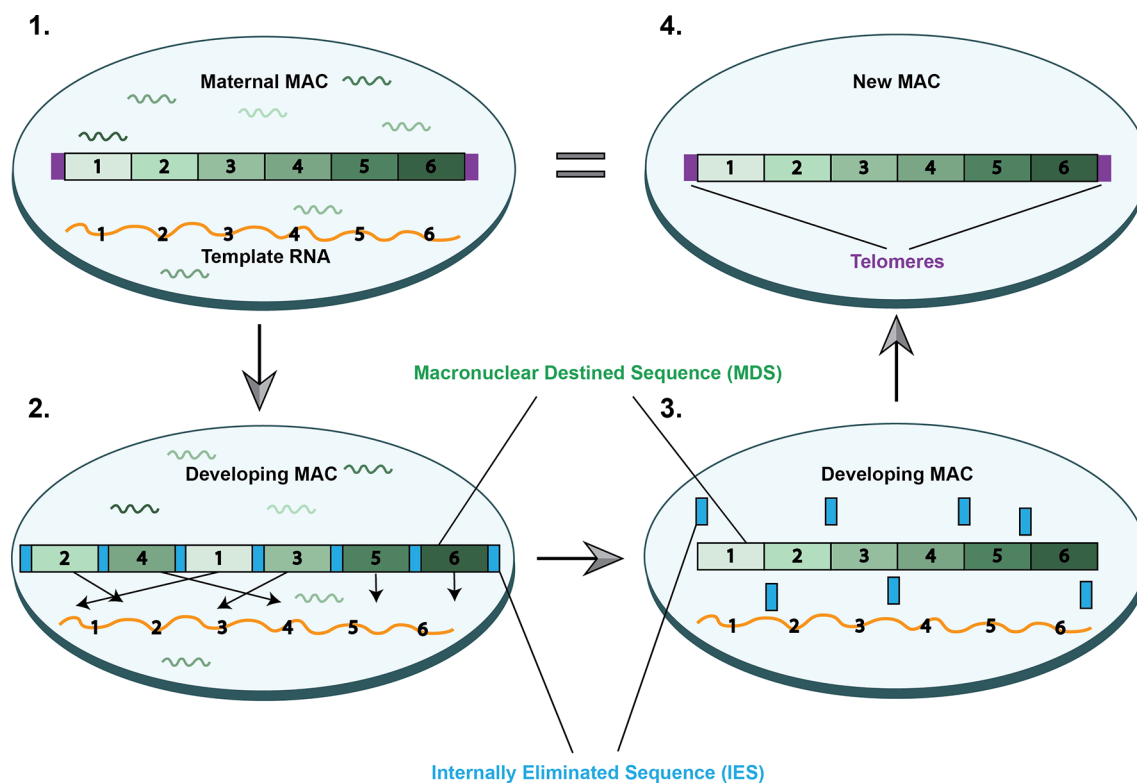 1.
Maternal MAC
1 2 3 4 5 6
1 2 3 4 5 6
Template RNA
4.
New MAC
1 2 3 4 5 6
Telomeres
Macronuclear Destined Sequence (MDS)
2.
Developing MAC
2 4 1 3 5 6
1 2 3 4 5 6
3.
Developing MAC
1 2 3 4 5 6
1 2 3 4 5 6
Internally Eliminated Sequence (IES)